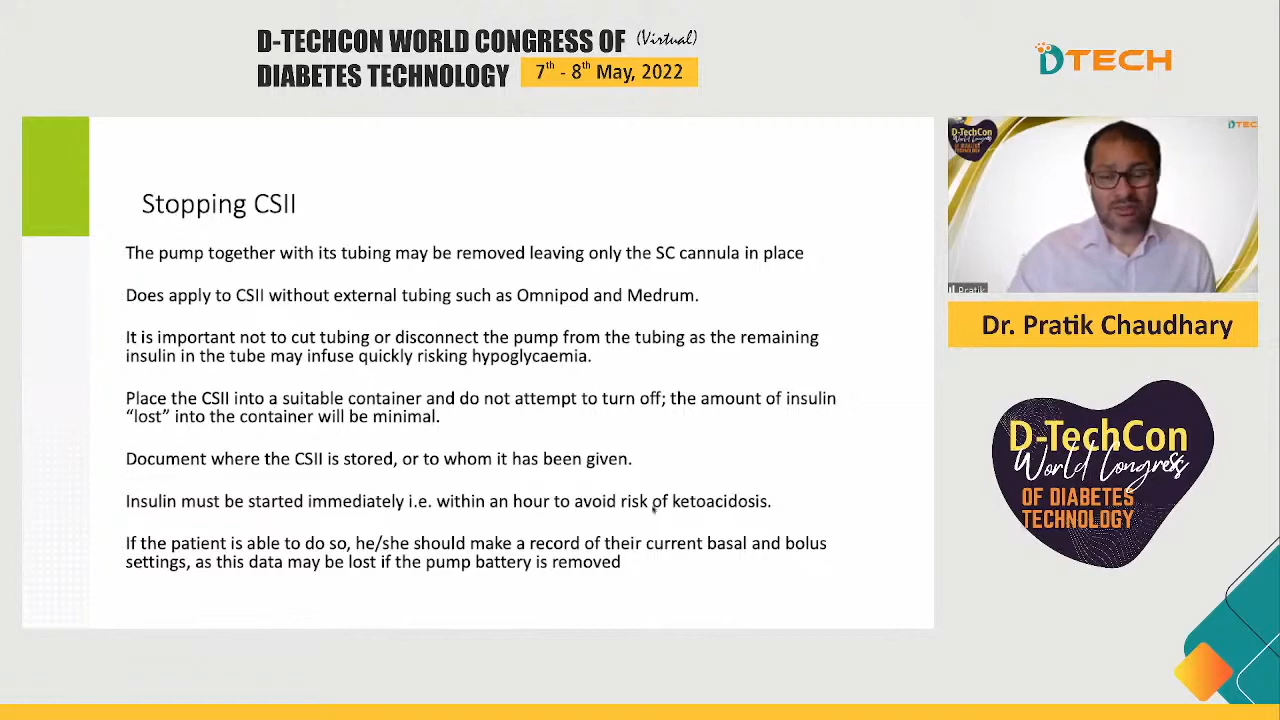 D-TECHCON WORLD CONGRESS OF (Virtual)
DIABETES TECHNOLOGY 7th - 8th May, 2022
DTECH
Stopping CSII
The pump together with its tubing may be removed leaving only the SC cannula in place
Does apply to CSII without external tubing such as Omnipod and Medrum.
It is important not to cut tubing or disconnect the pump from the tubing as the remaining
insulin in the tube may infuse quickly risking hypoglycaemia.
Place the CSII into a suitable container and do not attempt to turn off; the amount of insulin
“lost” into the container will be minimal.
Document where the CSII is stored, or to whom it has been given.
Insulin must be started immediately i.e. within an hour to avoid risk of ketoacidosis.
If the patient is able to do so, he/she should make a record of their current basal and bolus
settings, as this data may be lost if the pump battery is removed
D-TechCon
World Congress
OF DIABETES
TECHNOLOGY
DTEC
Pratik
Dr. Pratik Chaudhary
D-TechCon
World Congress
OF DIABETES
TECHNOLOGY